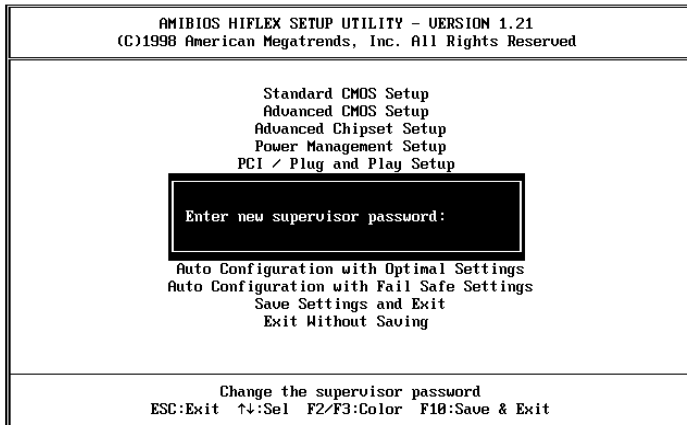 AMIBIOS HIFLEX SETUP UTILITY – VERSION 1.21
(C)1998 American Megatrends, Inc. All Rights Reserved
Standard CMOS Setup
Advanced CMOS Setup
Advanced Chipset Setup
Power Management Setup
PCI / Plug and Play Setup
Enter new supervisor password:
Auto Configuration with Optimal Settings
Auto Configuration with Fail Safe Settings
Save Settings and Exit
Exit Without Saving
Change the supervisor password
ESC:Exit ↑↓:Sel F2/F3:Color F10:Save & Exit